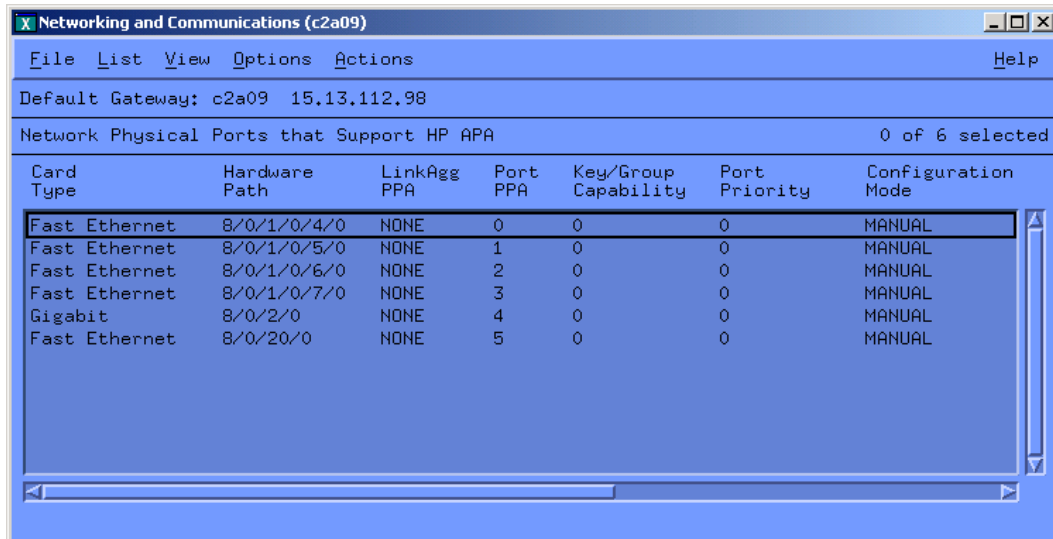 X Networking and Communications (c2a09)
File List View Options Actions Help
Default Gateway: c2a09 15.13.112.98
Network Physical Ports that Support HP APA 0 of 6 selected
Card Hardware LinkAgg Port Key/Group Port Configuration
Type Path PPA PPA Capability Priority Mode
Fast Ethernet 8/0/1/0/4/0 NONE 0 0 0 MANUAL
Fast Ethernet 8/0/1/0/5/0 NONE 1 0 0 MANUAL
Fast Ethernet 8/0/1/0/6/0 NONE 2 0 0 MANUAL
Fast Ethernet 8/0/1/0/7/0 NONE 3 0 0 MANUAL
Gigabit 8/0/2/0 NONE 4 0 0 MANUAL
Fast Ethernet 8/0/20/0 NONE 5 0 0 MANUAL